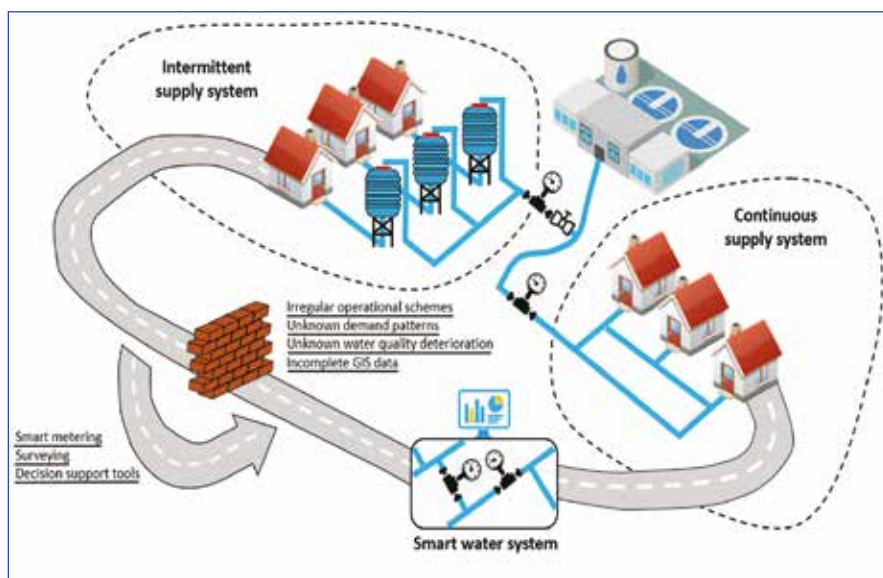 Intermittent
supply system
Continuous
supply system
Irregular operational schemes
Unknown demand patterns
Unknown water quality deterioration
Incomplete GIS data
Smart metering
Surveying
Decision support tools
Smart water system